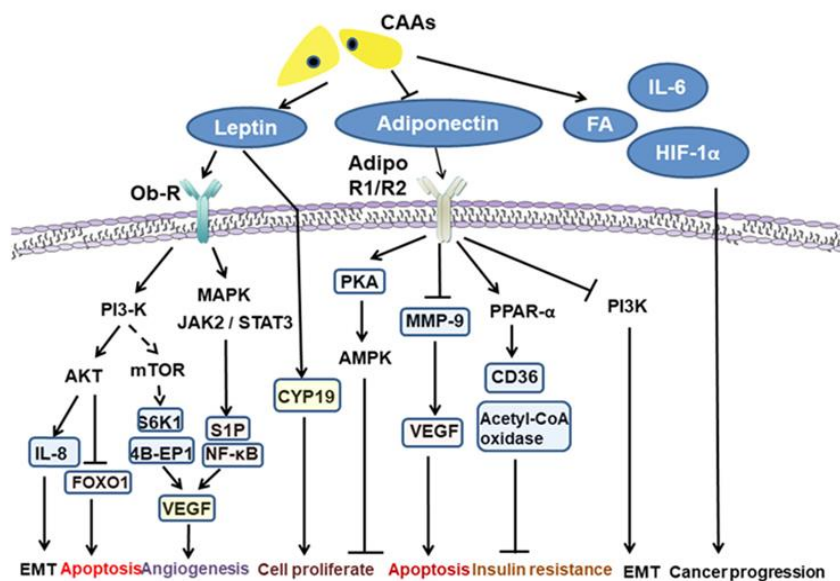 CAAs
IL-6
Leptin
Adiponectin
FA
HIF-1α
Adipo
R1/R2
Ob-R
PKA
MAPK
PI3-K
JAK2 / STAT3
MMP-9
PPAR-α
PI3K
AMPK
AKT
mTOR
CD36
CYP19
S6K1
S1P
VEGF
Acetyl-CoA
oxidase
IL-8
4B-EP1
NF-κB
FOXO1
VEGF
EMT
Apoptosis
Angiogenesis
Cell proliferate
Apoptosis
Insulin resistance
EMT
Cancer progression